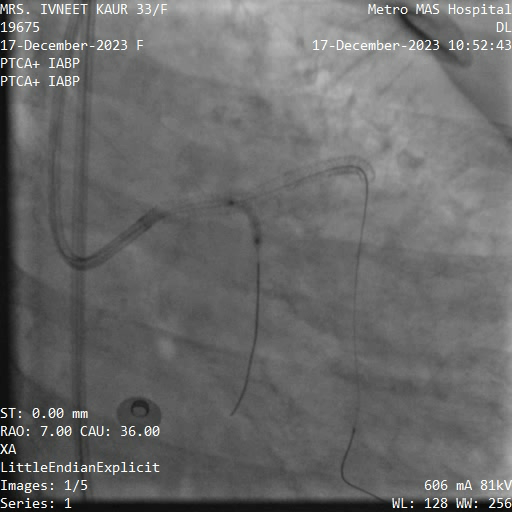 MRS. IVNEET KAUR 33/F
Metro MAS Hospital
19675
DL
17-December-2023 F
17-December-2023 10:52:43
PTCA+ IABP
PTCA+ IABP
ST: 0.00 mm
RAO: 7.00 CAU: 36.00
XA
LittleEndianExplicit
Images: 1/5
606 mA 81kV
Series: 1
WL: 128 WW: 256